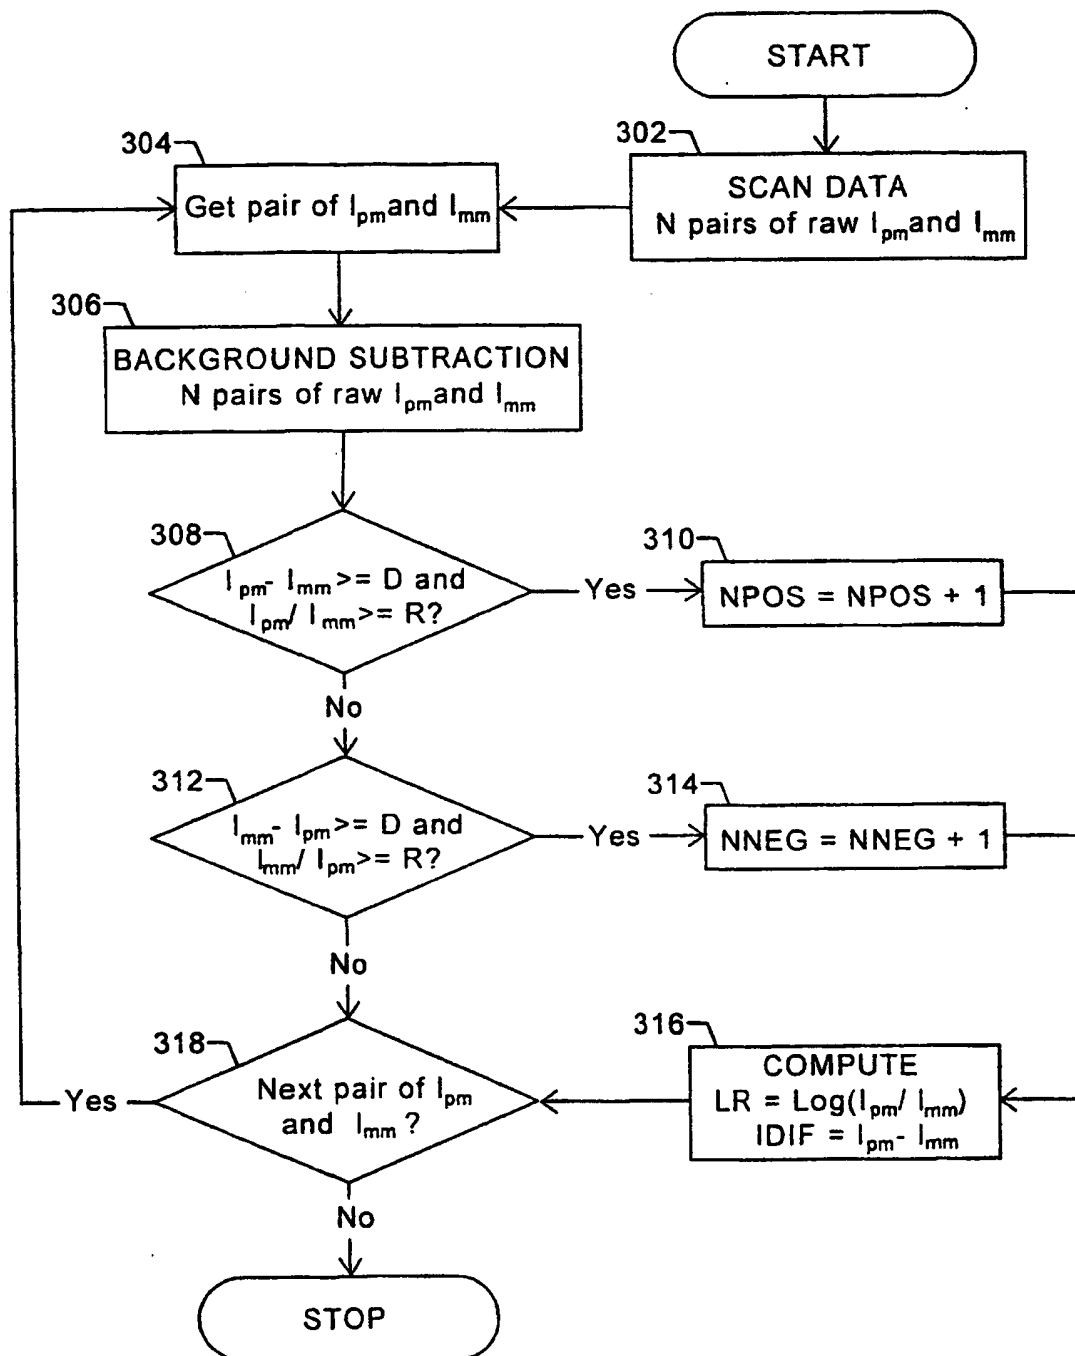 START
302
SCAN DATA
N pairs of raw Ipm and Imm
304
Get pair of Ipm and Imm
306
BACKGROUND SUBTRACTION
N pairs of raw Ipm and Imm
308
Ipm- Imm>= D and
Ipm/ Imm>= R?
Yes
310
NPOS = NPOS + 1
No
312
Imm- Ipm>= D and
Imm/ Ipm>= R?
Yes
314
NNEG = NNEG + 1
No
316
COMPUTE
LR = Log(Ipm/ Imm)
IDIF = Ipm- Imm
318
Next pair of Ipm
and Imm ?
Yes
No
STOP